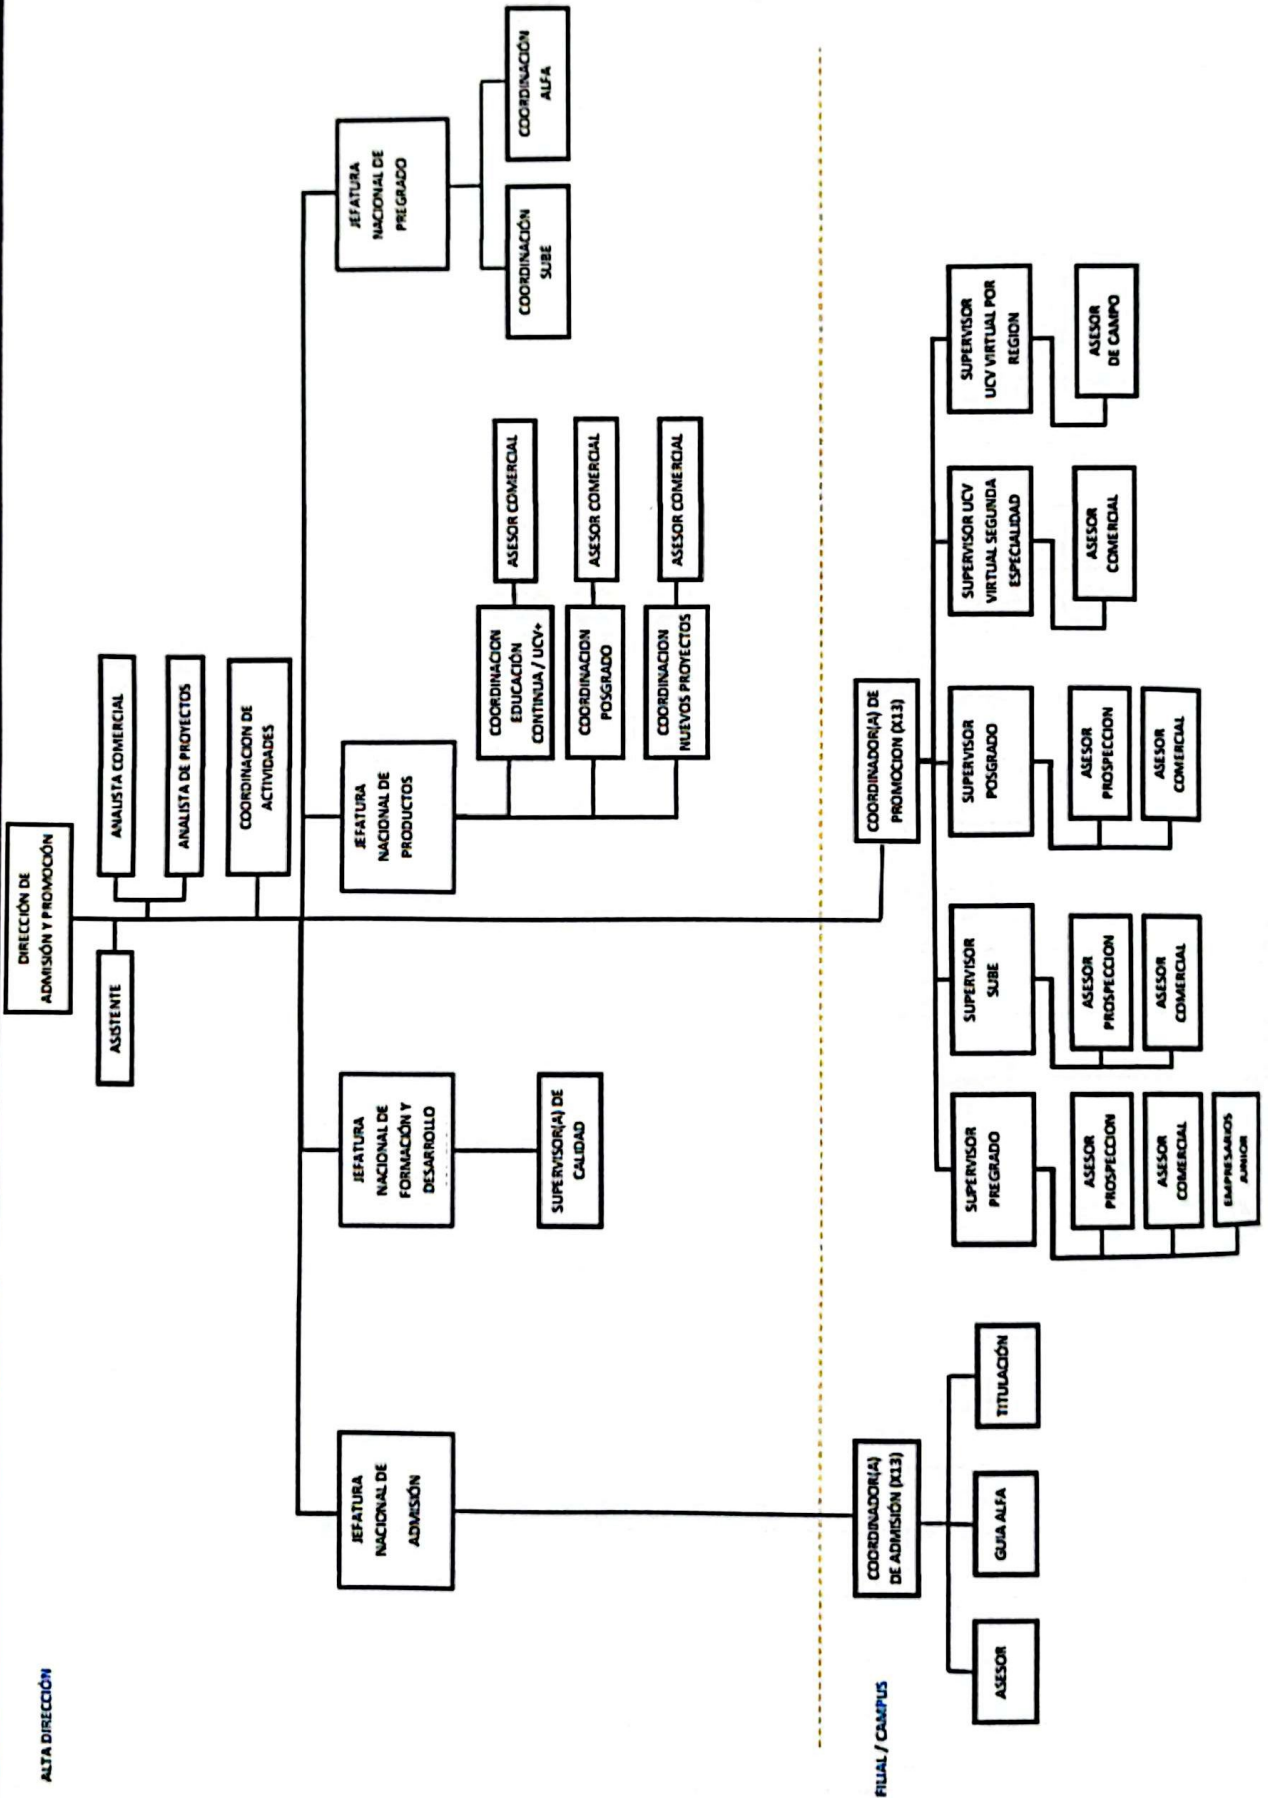 ALTA DIRECCIÓN
DIRECCIÓN DE
ADMISIÓN Y PROMOCIÓN
ASISTENTE
ANALISTA COMERCIAL
ANALISTA DE PROYECTOS
COORDINACION DE
ACTIVIDADES
JEFATURA
NACIONAL DE
ADMISIÓN
JEFATURA
NACIONAL DE
FORMACIÓN Y
DESARROLLO
SUPERVISOR(A) DE
CALIDAD
JEFATURA
NACIONAL DE
PRODUCTOS
COORDINACION
EDUCACIÓN
CONTINUA / UCV+
ASESOR COMERCIAL
COORDINACION
POSGRADO
ASESOR COMERCIAL
COORDINACION
NUEVOS PROYECTOS
ASESOR COMERCIAL
JEFATURA
NACIONAL DE
PREGRADO
COORDINACIÓN
SUBE
COORDINACIÓN
ALFA
FILIAL / CAMPUS
COORDINADOR(A)
DE ADMISIÓN (X13)
ASESOR
GUIA ALFA
TITULACIÓN
COORDINADOR(A) DE
PROMOCION (X13)
SUPERVISOR
PREGRADO
ASESOR
PROSPECCION
ASESOR
COMERCIAL
EMPRESARIOS
JUNIOR
SUPERVISOR
SUBE
ASESOR
PROSPECCION
ASESOR
COMERCIAL
SUPERVISOR
POSGRADO
ASESOR
PROSPECCION
ASESOR
COMERCIAL
SUPERVISOR UCV
VIRTUAL SEGUNDA
ESPECIALIDAD
ASESOR
COMERCIAL
SUPERVISOR
UCV VIRTUAL POR
REGION
ASESOR
DE CAMPO